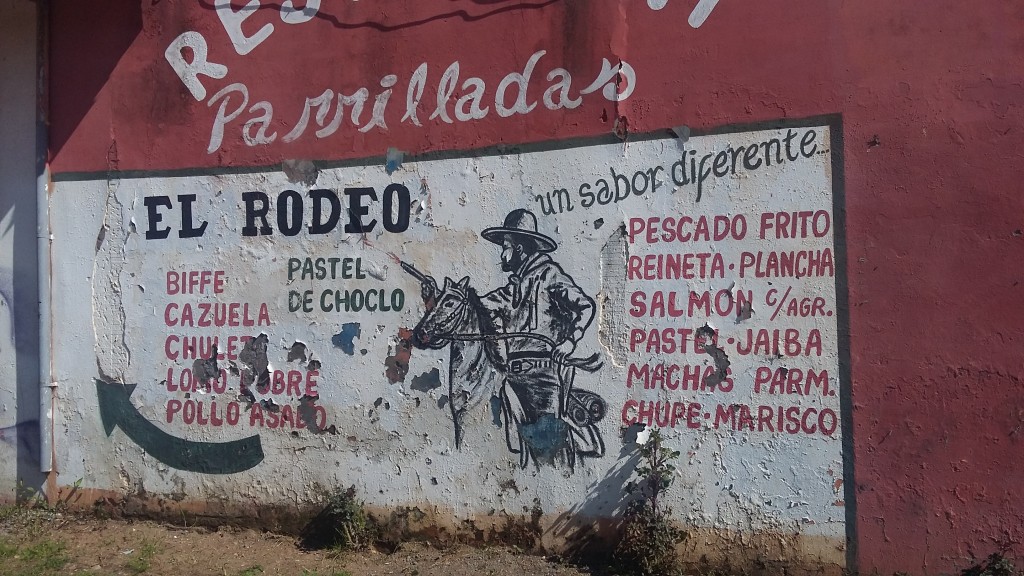 Parrilladas
EL RODEO
un sabor diferente...
BIFFE
CAZUELA
CHULET
LOMO POBRE
POLLO ASADO
PASTEL
DE CHOCLO
PESCADO FRITO
REINETA·PLANCHA
SALMON C/AGR.
PASTEL·JAIBA
MACHAS PARM.
CHUPE·MARISCO